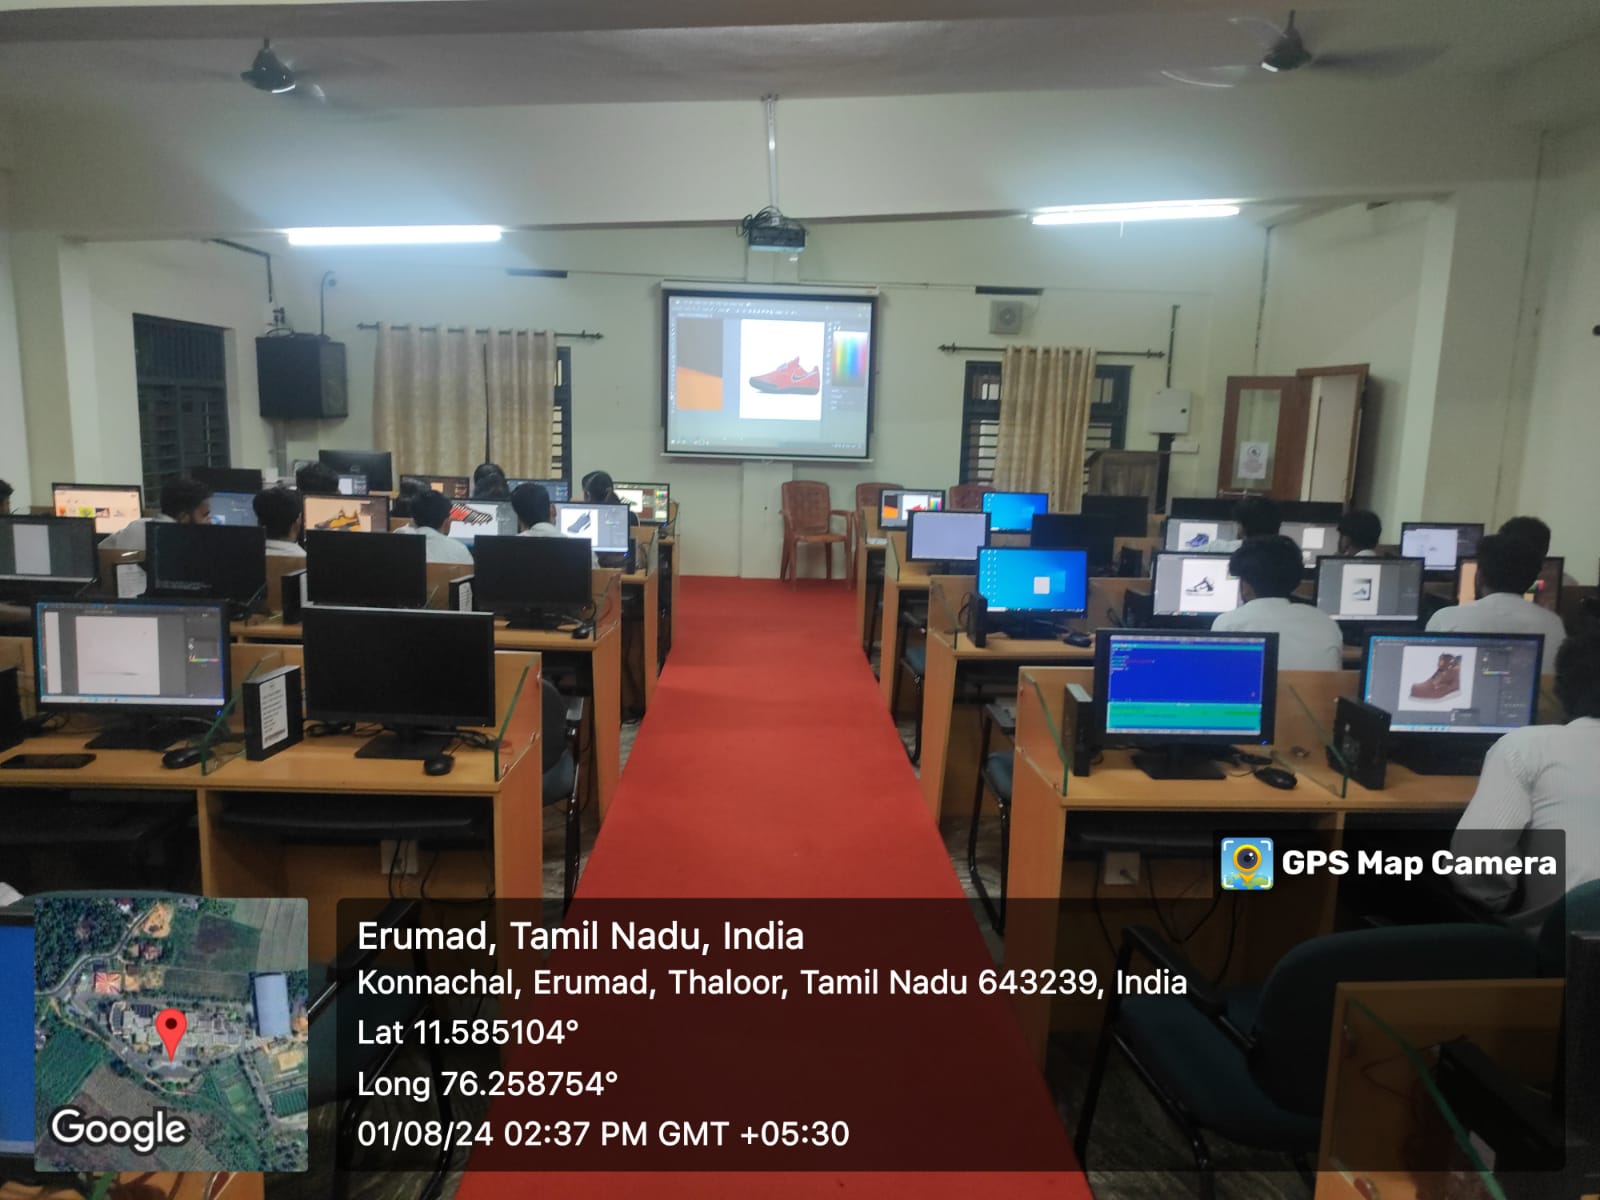 GPS Map Camera
Erumad, Tamil Nadu, India
Konnachal, Erumad, Thaloor, Tamil Nadu 643239, India
Lat 11.585104°
Long 76.258754°
01/08/24 02:37 PM GMT +05:30
Google